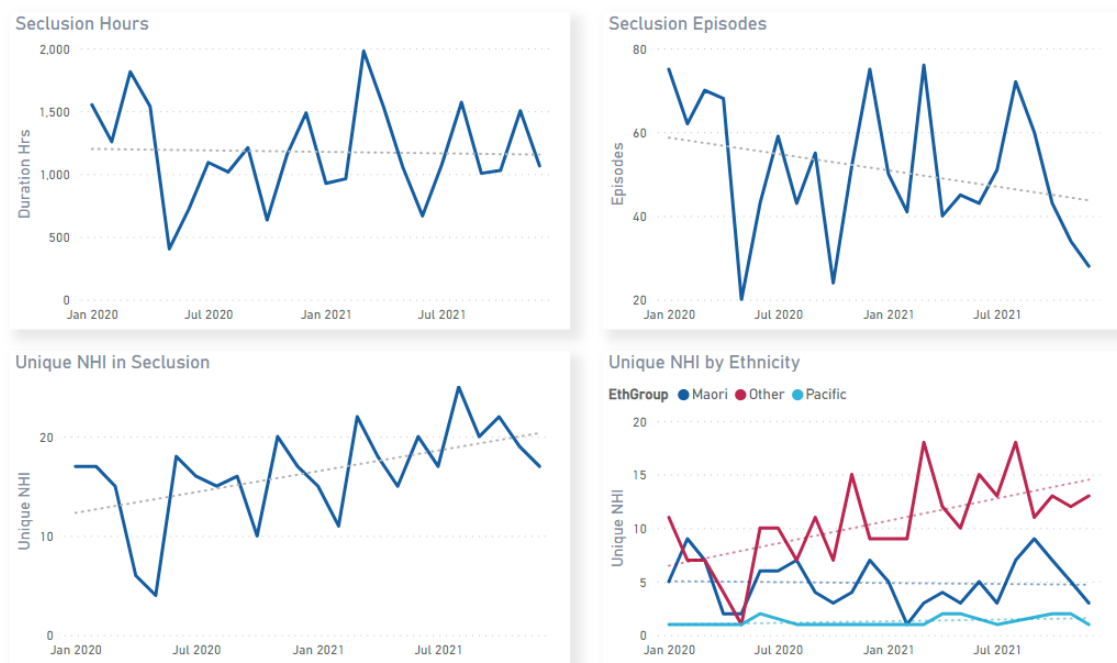 Seclusion Hours
2,000
1,500
1,000
500
0
Duration Hrs
Jan 2020 Jul 2020 Jan 2021 Jul 2021
Seclusion Episodes
80
60
40
20
Episodes
Jan 2020 Jul 2020 Jan 2021 Jul 2021
Unique NHI in Seclusion
20
10
0
Unique NHI
Jan 2020 Jul 2020 Jan 2021 Jul 2021
Unique NHI by Ethnicity
EthGroup Maori Other Pacific
20
15
10
5
0
Unique NHI
Jan 2020 Jul 2020 Jan 2021 Jul 2021